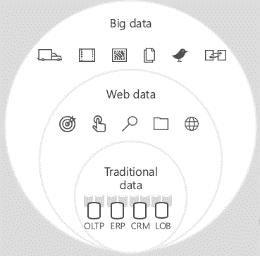 Big data
Web data
Traditional
data
OLTP ERP CRM LOB